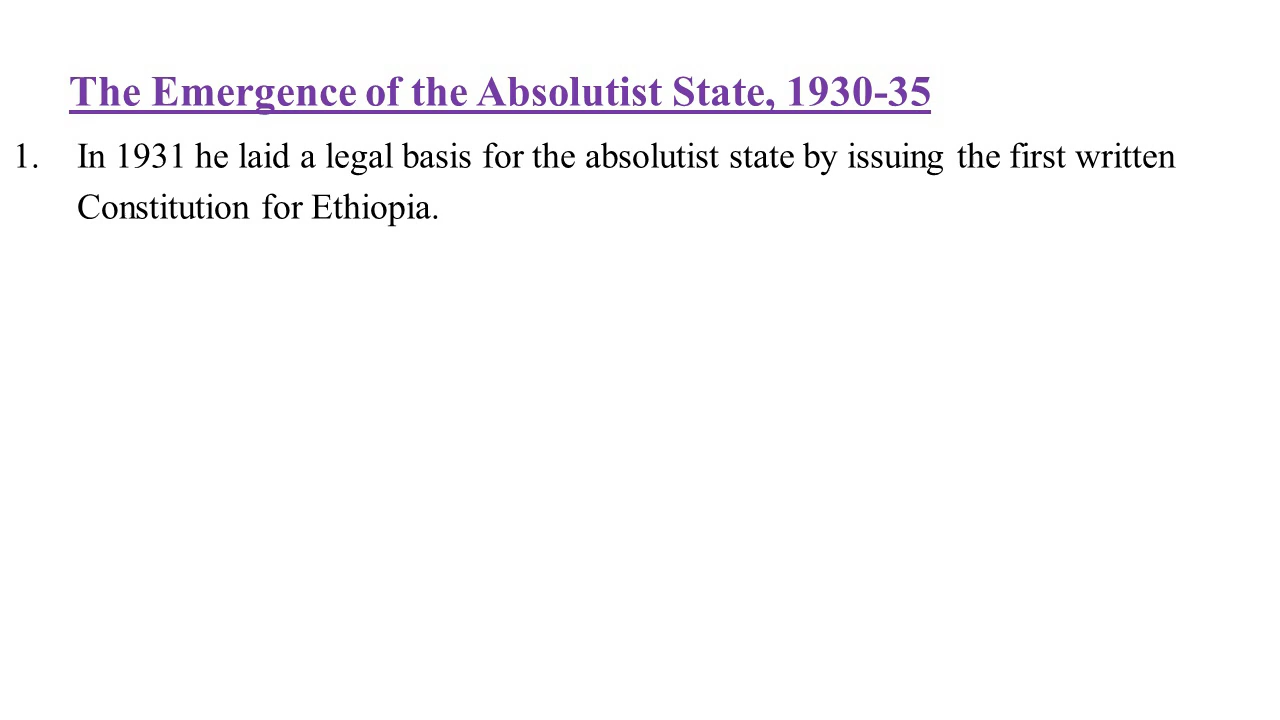 The Emergence of the Absolutist State, 1930-35
1. In 1931 he laid a legal basis for the absolutist state by issuing the first written
Constitution for Ethiopia.